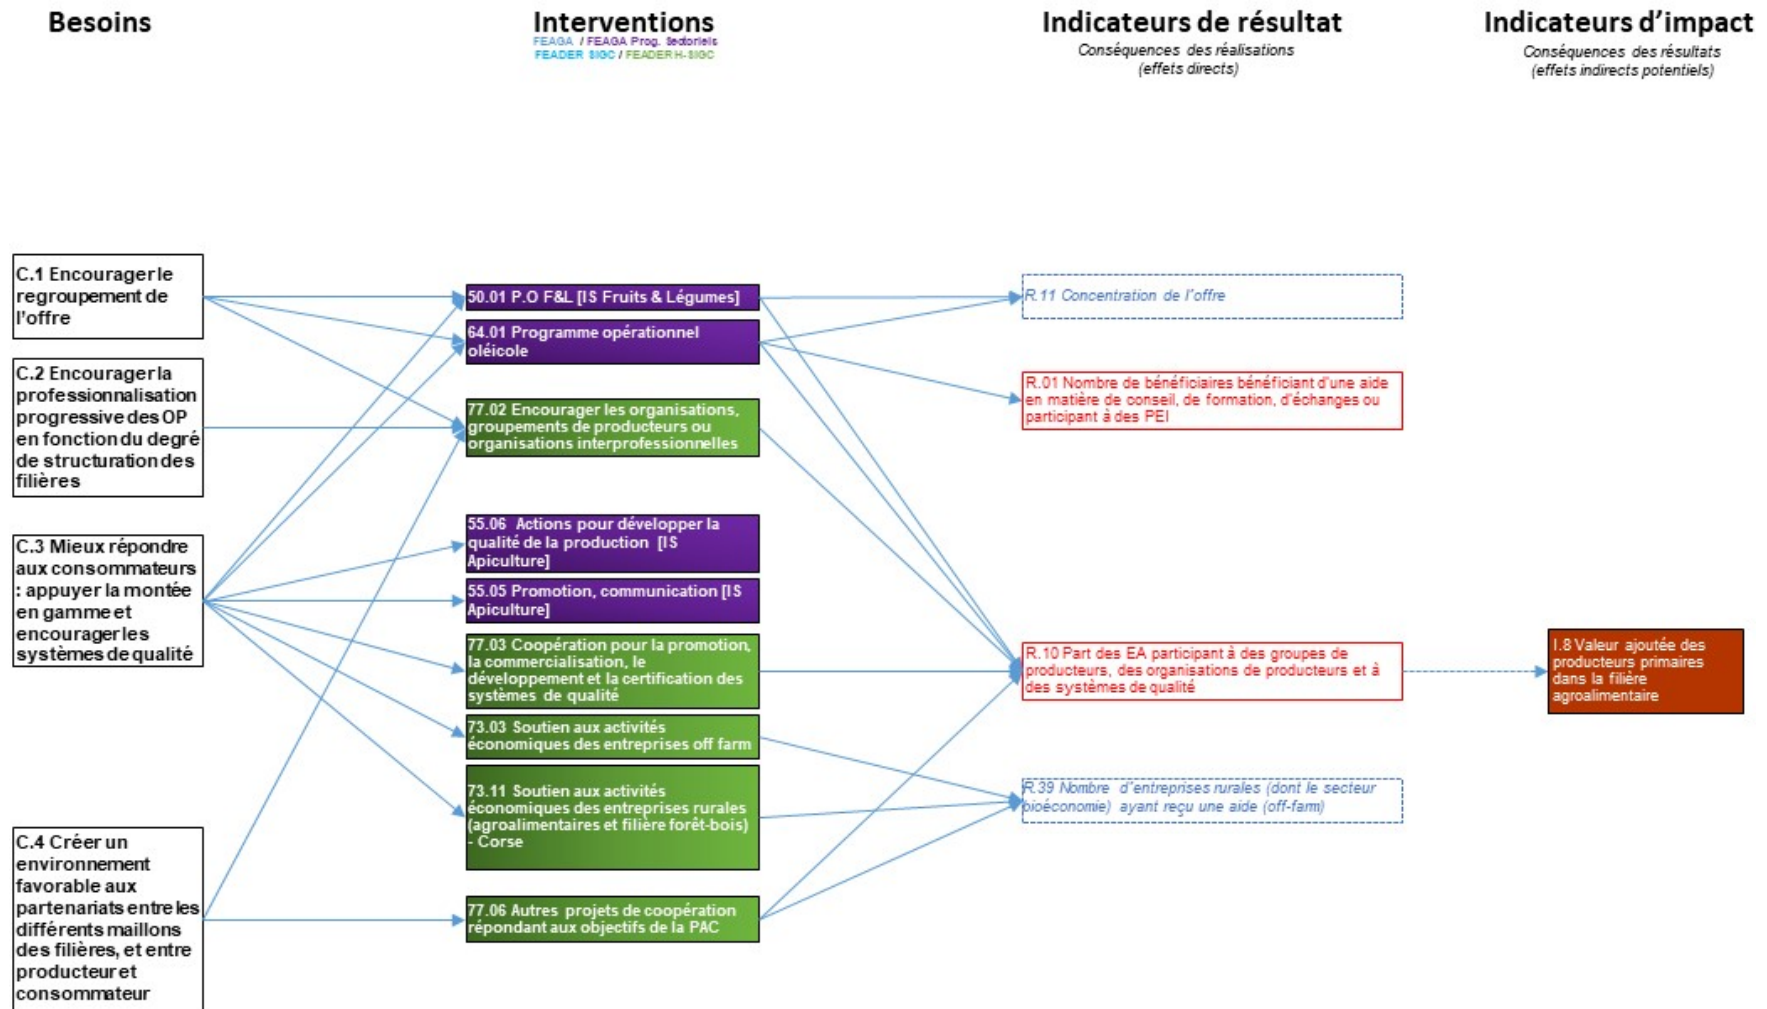 Besoins
Interventions
FEAGA / FEAGA Prog. Sectoriels
FEADER SIGC / FEADER H-SIGC
Indicateurs de résultat
Conséquences des réalisations
(effets directs)
Indicateurs d'impact
Conséquences des résultats
(effets indirects potentiels)
C.1 Encourager le
regroupement de
l'offre
C.2 Encourager la
professionnalisation
progressive des OP
en fonction du degré
de structuration des
filières
C.3 Mieux répondre
aux consommateurs
: appuyer la montée
en gamme et
encourager les
systèmes de qualité
C.4 Créer un
environnement
favorable aux
partenariats entre les
différents maillons
des filières, et entre
producteur et
consommateur
50.01 P.O F&L [IS Fruits & Légumes]
64.01 Programme opérationnel
oléicole
77.02 Encourager les organisations,
groupements de producteurs ou
organisations interprofessionnelles
55.06 Actions pour développer la
qualité de la production [IS
Apiculture]
55.05 Promotion, communication [IS
Apiculture]
77.03 Coopération pour la promotion,
la commercialisation, le
développement et la certification des
systèmes de qualité
73.03 Soutien aux activités
économiques des entreprises off farm
73.11 Soutien aux activités
économiques des entreprises rurales
(agroalimentaires et filière forêt-bois)
- Corse
77.06 Autres projets de coopération
répondant aux objectifs de la PAC
R.11 Concentration de l'offre
R.01 Nombre de bénéficiaires bénéficiant d'une aide
en matière de conseil, de formation, d'échanges ou
participant à des PEI
R.10 Part des EA participant à des groupes de
producteurs, des organisations de producteurs et à
des systèmes de qualité
R.39 Nombre d'entreprises rurales (dont le secteur
bioéconomie) ayant reçu une aide (off-farm)
I.8 Valeur ajoutée des
producteurs primaires
dans la filière
agroalimentaire